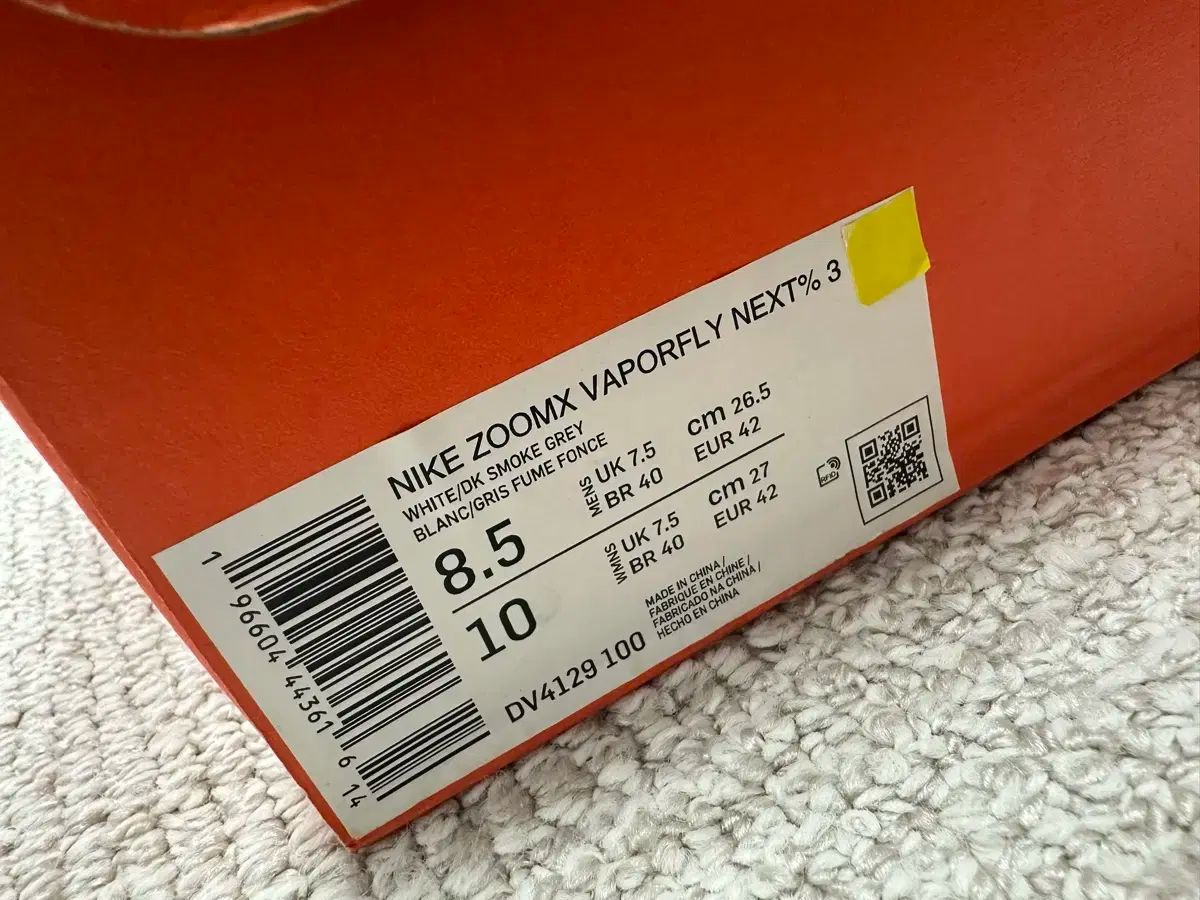 NIKE ZOOMX VAPORFLY NEXT% 3
WHITE/DK SMOKE GREY
BLANC/GRIS FUME FONCE
8.5
MENS
UK 7.5
BR 40
cm 26.5
EUR 42
10
WMNS
UK 7.5
BR 40
cm 27
EUR 42
RFID
DV4129 100
MADE IN CHINA /
FABRIQUE EN CHINE /
FABRICADO NA CHINA /
HECHO EN CHINA
1 96604 44361 6 14